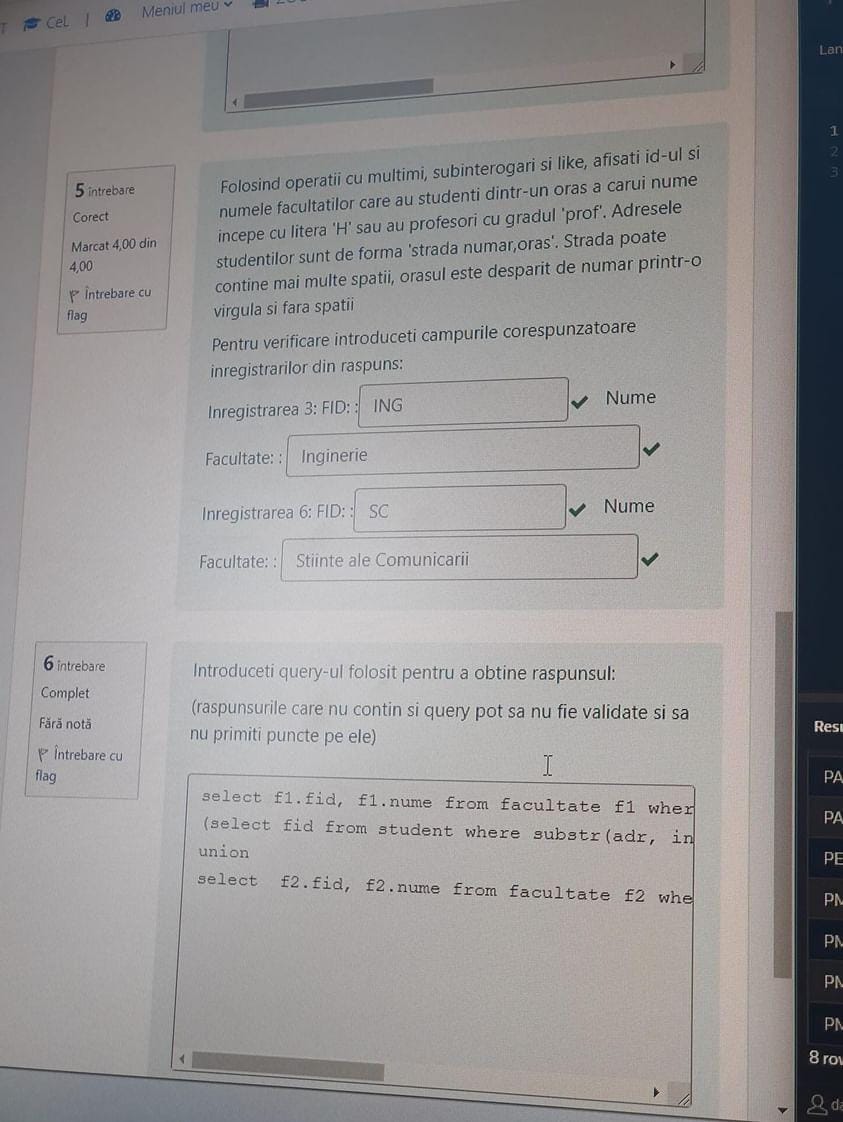 CeL | Meniul meu
5 întrebare
Corect
Marcat 4,00 din
4,00
Întrebare cu
flag
Folosind operatii cu multimi, subinterogari si like, afisati id-ul si
numele facultatilor care au studenti dintr-un oras a carui nume
incepe cu litera 'H' sau au profesori cu gradul 'prof'. Adresele
studentilor sunt de forma 'strada numar,oras'. Strada poate
contine mai multe spatii, orasul este desparit de numar printr-o
virgula si fara spatii
Pentru verificare introduceti campurile corespunzatoare
inregistrarilor din raspuns:
Inregistrarea 3: FID: : ING Nume
Facultate: : Inginerie
Inregistrarea 6: FID: : SC Nume
Facultate: : Stiinte ale Comunicarii
6 întrebare
Complet
Fără notă
Întrebare cu
flag
Introduceti query-ul folosit pentru a obtine raspunsul:
(raspunsurile care nu contin si query pot sa nu fie validate si sa
nu primiti puncte pe ele)
select f1.fid, f1.nume from facultate f1 wher
(select fid from student where substr(adr, in
union
select f2.fid, f2.nume from facultate f2 whe
Lan
1
2
3
Resu
PA
PA
PE
PM
PM
PM
PM
8 row
da